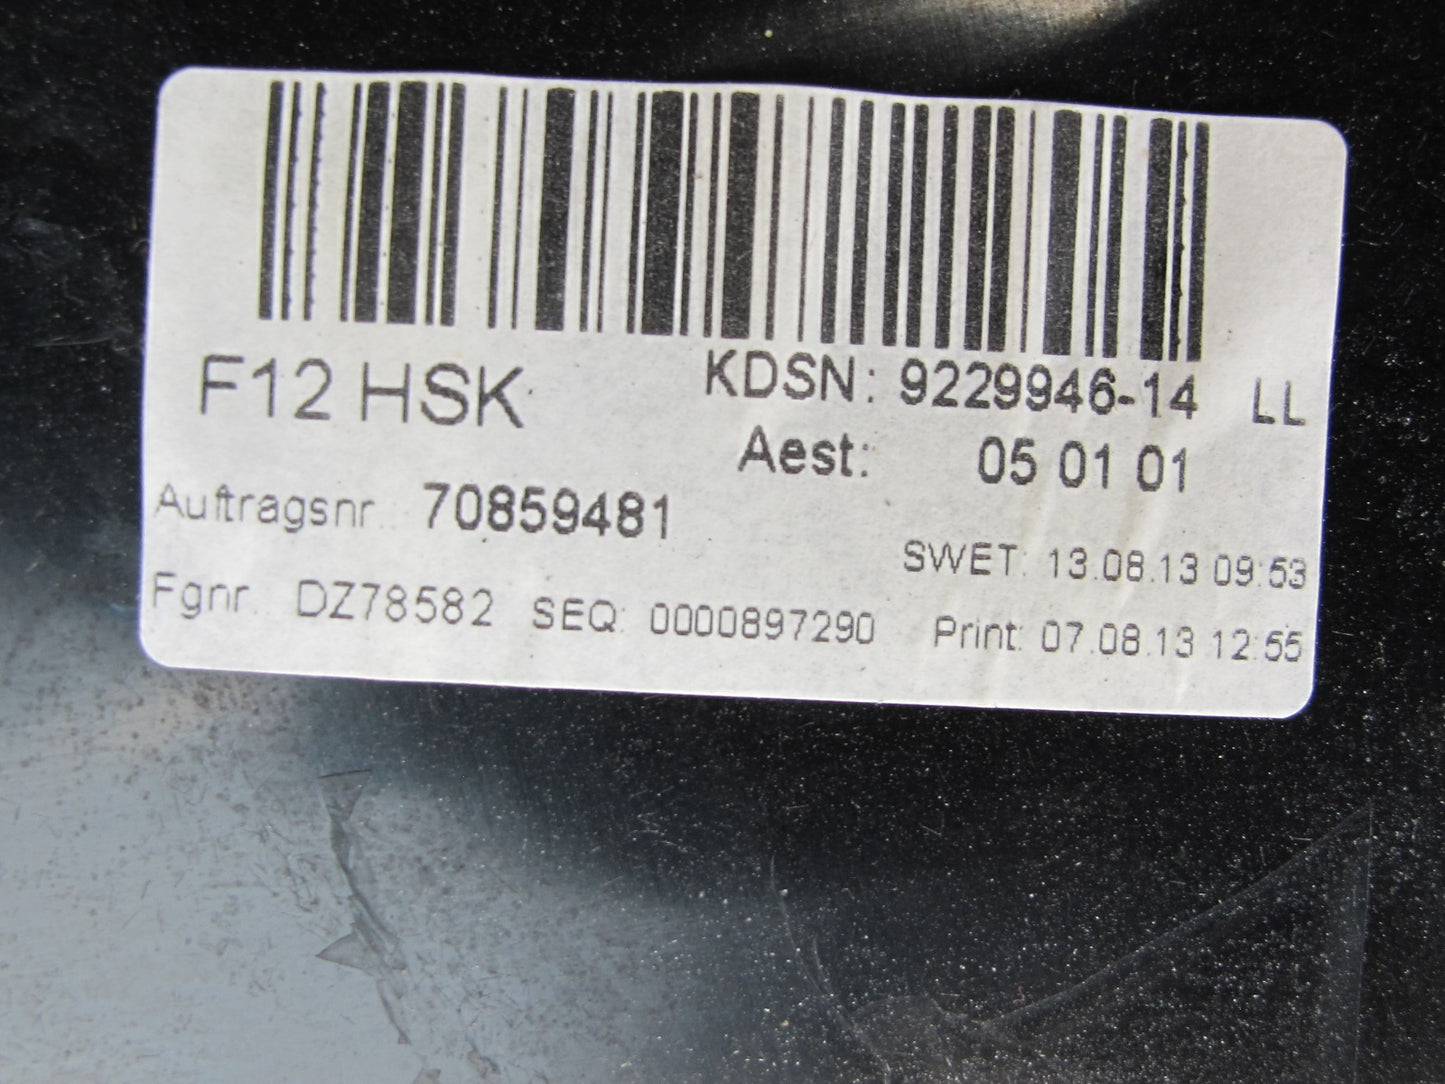 F12 HSK KDSN: 9229946-14 LL
Aest: 05 01 01
Auftragsnr.: 70859481
SWET: 13.08.13 09:53
Fgnr.: DZ78582 SEQ: 0000897290 Print: 07.08.13 12:55